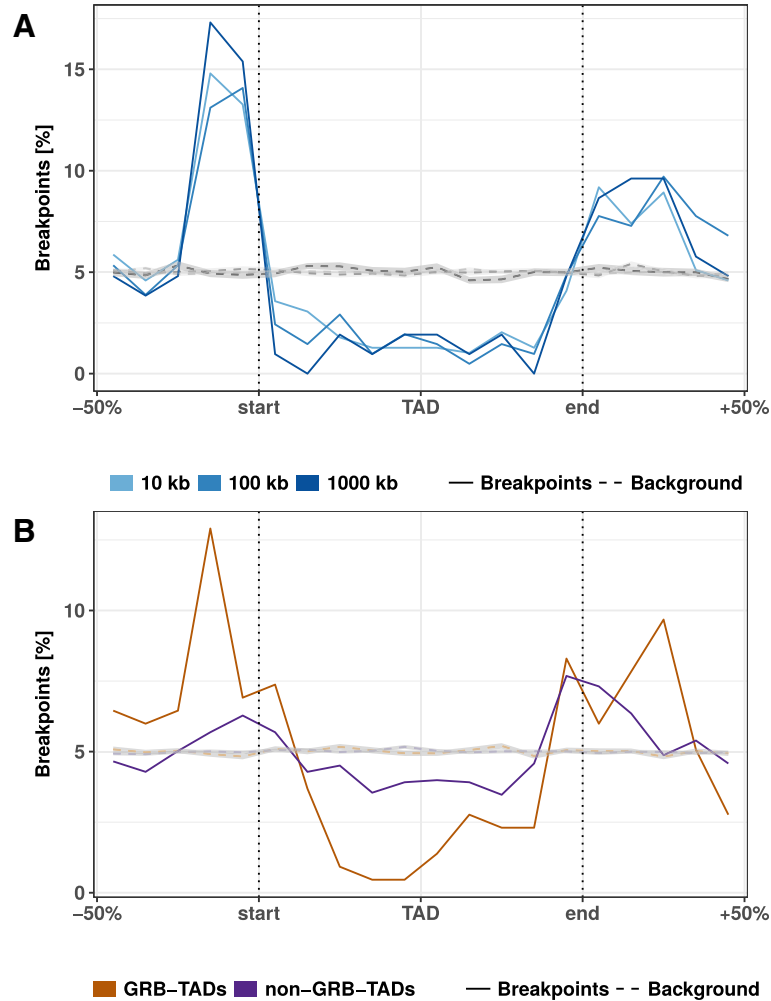 A
Breakpoints [%]
15
10
5
0
−50% start TAD end +50%
10 kb 100 kb 1000 kb Breakpoints Background
B
Breakpoints [%]
10
5
0
−50% start TAD end +50%
GRB−TADs non−GRB−TADs Breakpoints Background